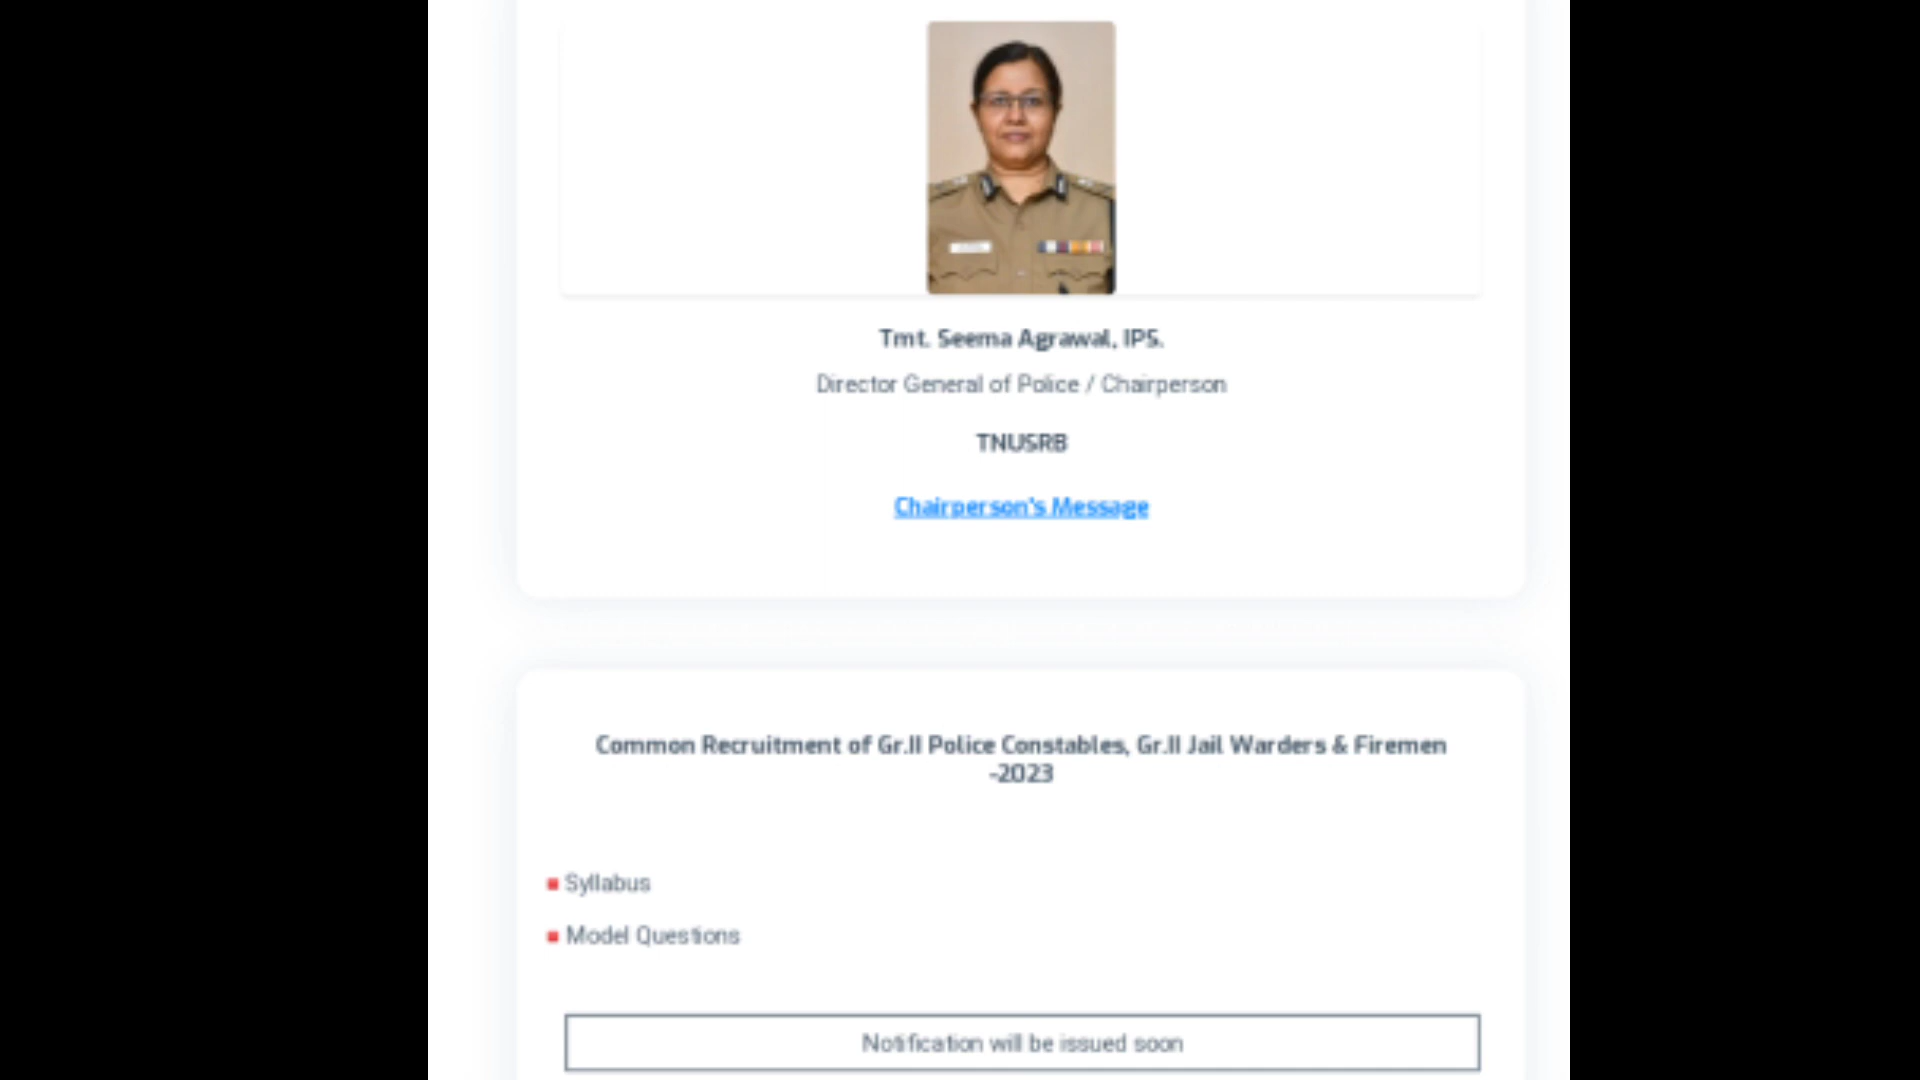 Tmt. Seema Agrawal, IPS.
Director General of Police / Chairperson
TNUSRB
Chairperson's Message
Common Recruitment of Gr.II Police Constables, Gr.II Jail Warders & Firemen
-2023
Syllabus
Model Questions
Notification will be issued soon